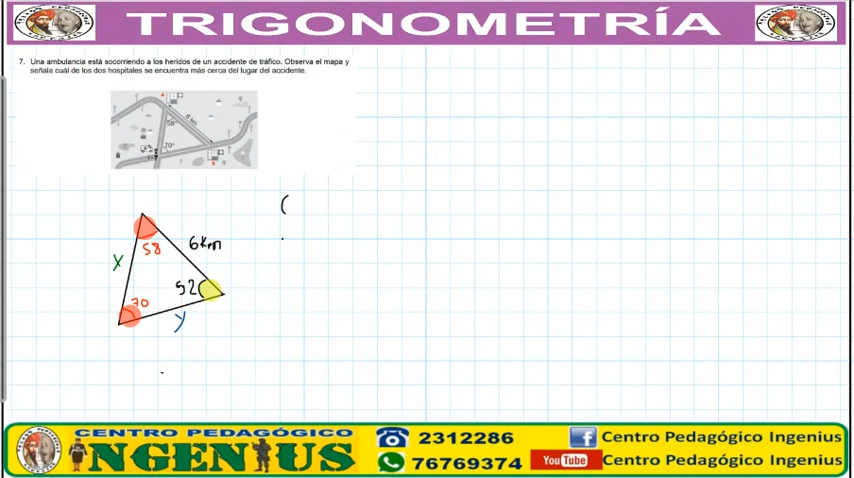 TRIGONOMETRÍA
7. Una ambulancia está socorriendo a los heridos de un accidente de tráfico. Observa el mapa y
señala cuál de los dos hospitales se encuentra más cerca del lugar del accidente.
6 km
58°
70°
58
6 Km
X
52
70
y
(
CENTRO PEDAGÓGICO
INGENIUS
2312286
76769374
Centro Pedagógico Ingenius
YouTube Centro Pedagógico Ingenius